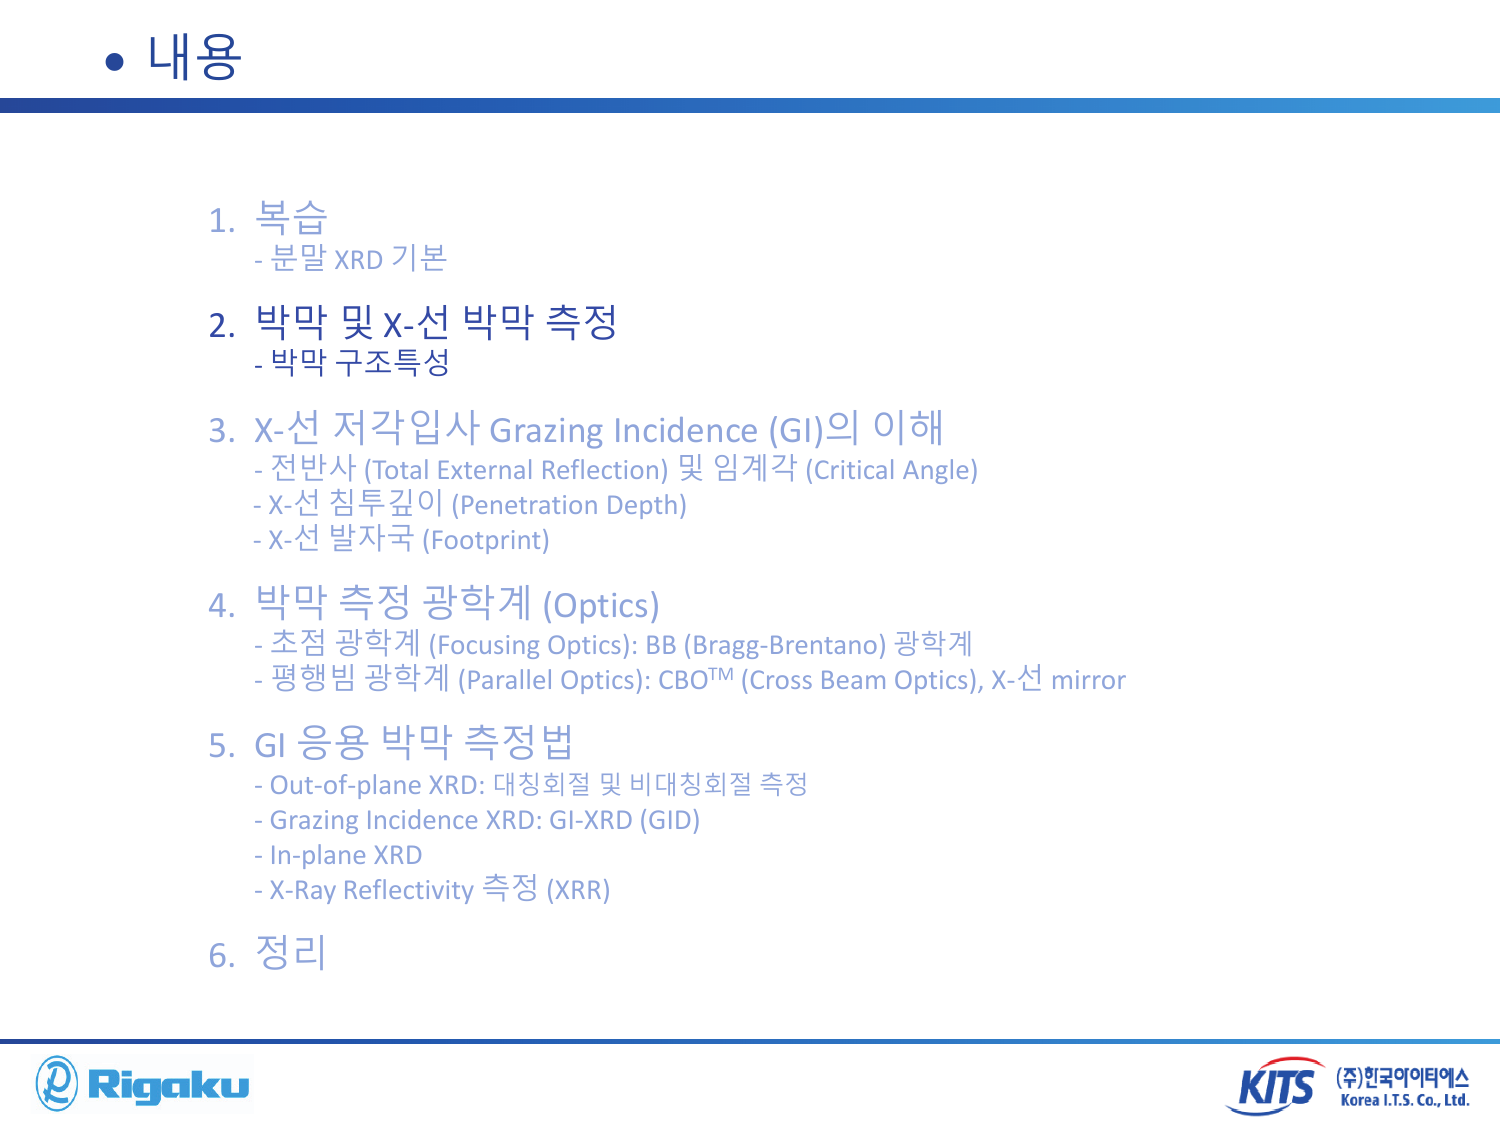 • 내용
1. 복습
- 분말 XRD 기본
2. 박막 및 X-선 박막 측정
- 박막 구조특성
3. X-선 저각입사 Grazing Incidence (GI)의 이해
- 전반사 (Total External Reflection) 및 임계각 (Critical Angle)
- X-선 침투깊이 (Penetration Depth)
- X-선 발자국 (Footprint)
4. 박막 측정 광학계 (Optics)
- 초점 광학계 (Focusing Optics): BB (Bragg-Brentano) 광학계
- 평행빔 광학계 (Parallel Optics): CBO™ (Cross Beam Optics), X-선 mirror
5. GI 응용 박막 측정법
- Out-of-plane XRD: 대칭회절 및 비대칭회절 측정
- Grazing Incidence XRD: GI-XRD (GID)
- In-plane XRD
- X-Ray Reflectivity 측정 (XRR)
6. 정리
Rigaku
KITS
(주)한국아이티에스
Korea I.T.S. Co., Ltd.